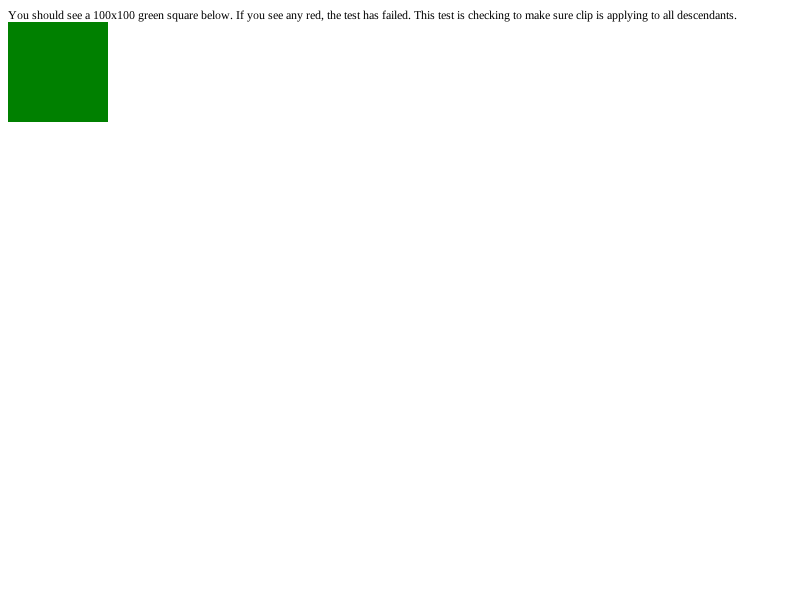 You should see a 100x100 green square below. If you see any red, the test has failed. This test is checking to make sure clip is applying to all descendants.